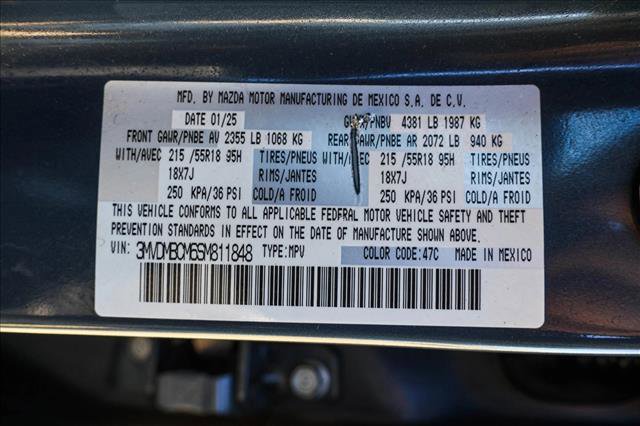 MFD. BY MAZDA MOTOR MANUFACTURING DE MEXICO S.A. DE C.V.
DATE 01/25 GVWR/PNBV 4381 LB 1987 KG
FRONT GAWR/PNBE AV 2355 LB 1068 KG REAR GAWR/PNBE AR 2072 LB 940 KG
WITH/AVEC 215 /55R18 95H TIRES/PNEUS WITH/AVEC 215 /55R18 95H TIRES/PNEUS
18X7J RIMS/JANTES 18X7J RIMS/JANTES
250 KPA/36 PSI COLD/A FROID 250 KPA/36 PSI COLD/A FROID
THIS VEHICLE CONFORMS TO ALL APPLICABLE FEDERAL MOTOR VEHICLE SAFETY AND THEFT
PREVENTION STANDARDS IN EFFECT ON THE DATE OF MANUFACTURE SHOWN ABOVE.
VIN: 3MVDMBCM6SM811848 TYPE:MPV COLOR CODE:47C MADE IN MEXICO